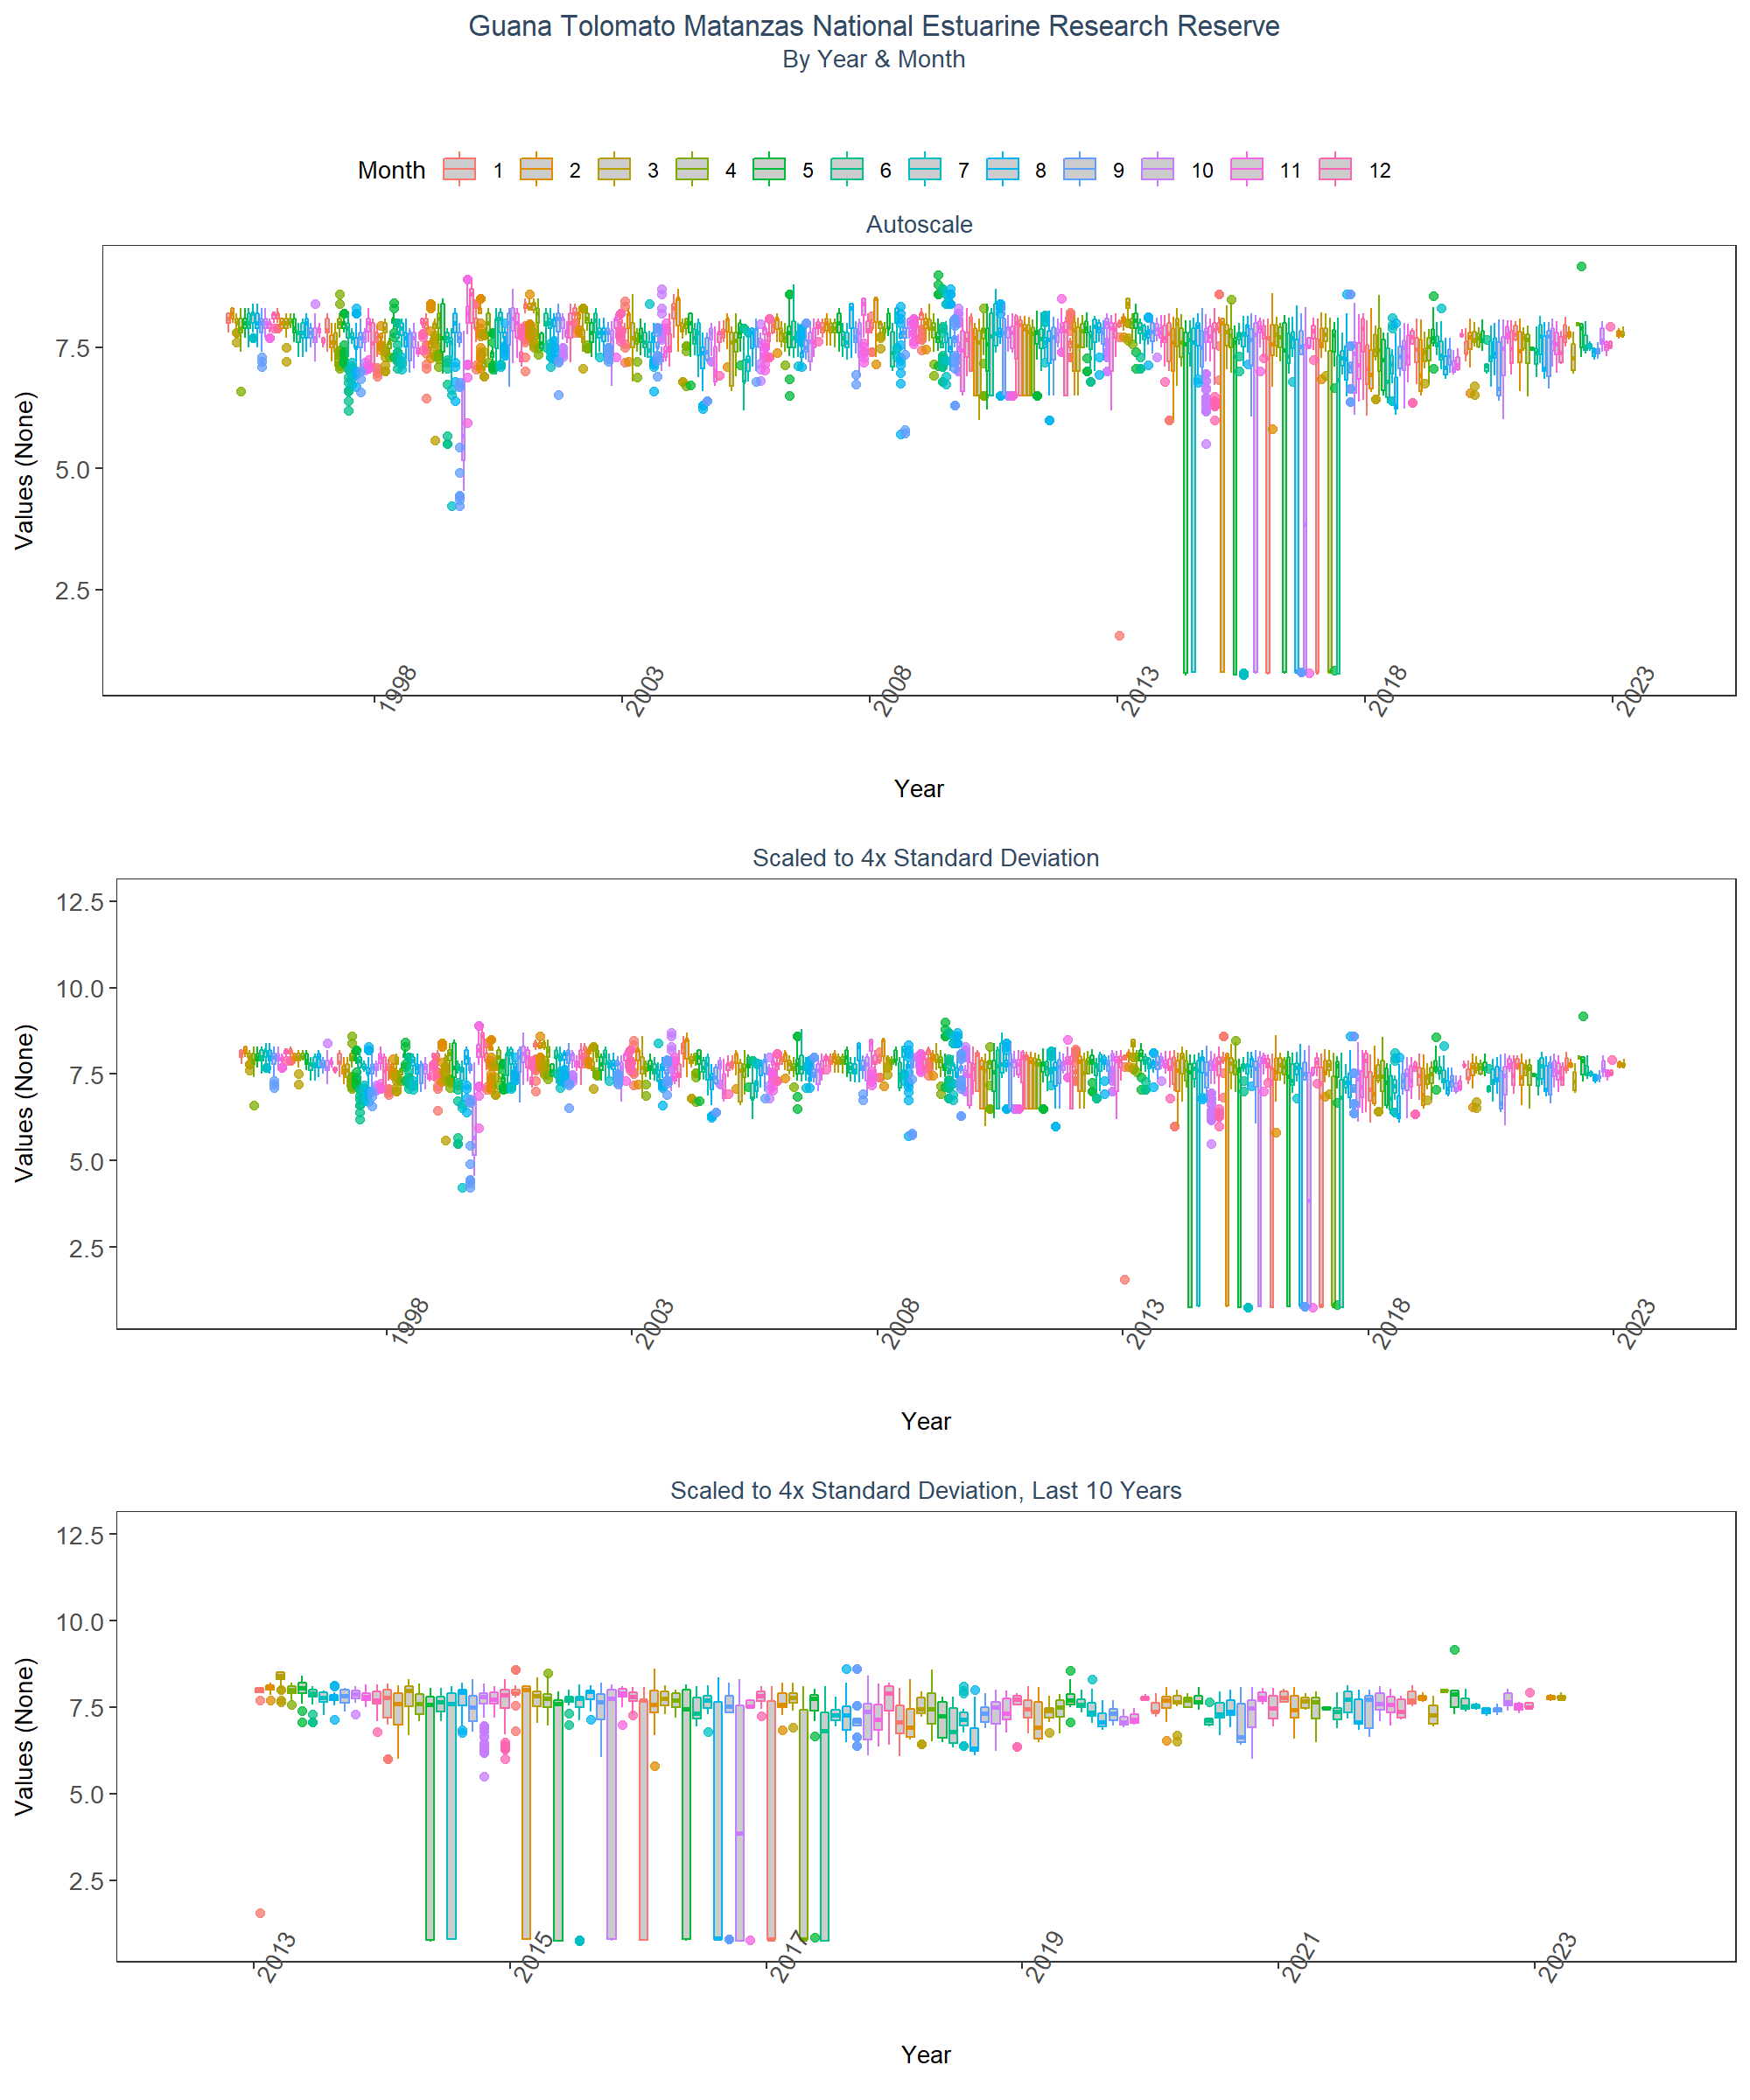 Guana Tolomato Matanzas National Estuarine Research Reserve
By Year & Month
Month 1 2 3 4 5 6 7 8 9 10 11 12
Autoscale
Values (None)
7.5
5.0
2.5
1998 2003 2008 2013 2018 2023
Year
Scaled to 4x Standard Deviation
Values (None)
12.5
10.0
7.5
5.0
2.5
1998 2003 2008 2013 2018 2023
Year
Scaled to 4x Standard Deviation, Last 10 Years
Values (None)
12.5
10.0
7.5
5.0
2.5
2013 2015 2017 2019 2021 2023
Year